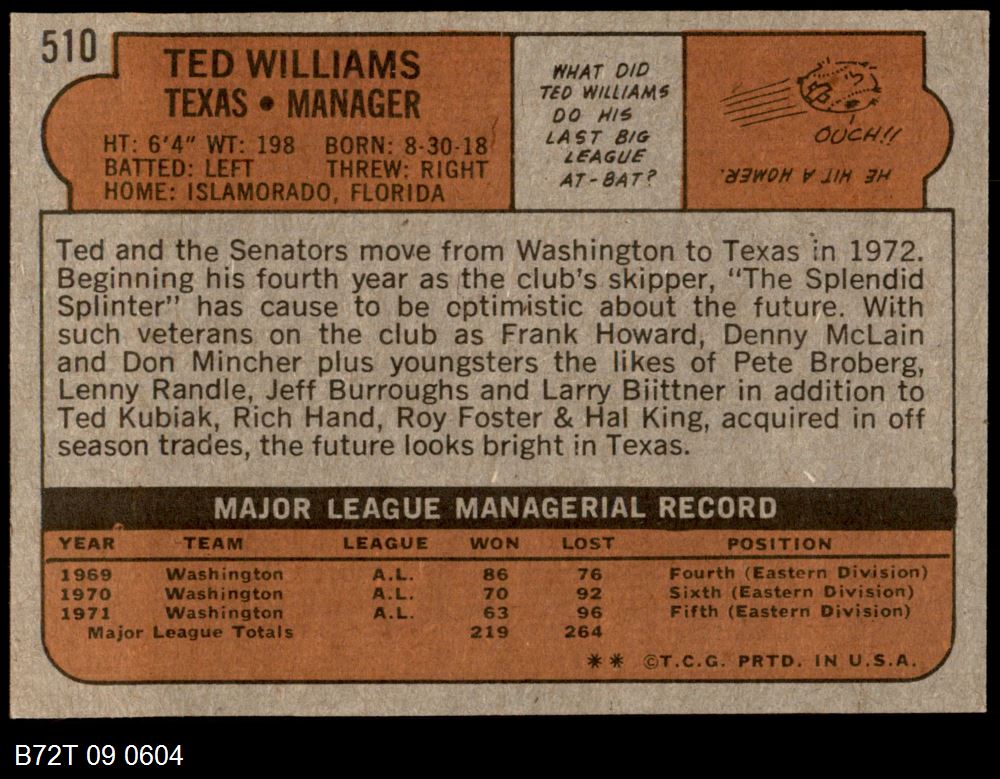 510
TED WILLIAMS
TEXAS • MANAGER
HT: 6'4" WT: 198 BORN: 8-30-18
BATTED: LEFT THREW: RIGHT
HOME: ISLAMORADO, FLORIDA
WHAT DID
TED WILLIAMS
DO HIS
LAST BIG
LEAGUE
AT-BAT?
OUCH!!
HE HIT A HOMER.
Ted and the Senators move from Washington to Texas in 1972.
Beginning his fourth year as the club's skipper, "The Splendid
Splinter" has cause to be optimistic about the future. With
such veterans on the club as Frank Howard, Denny McLain
and Don Mincher plus youngsters the likes of Pete Broberg,
Lenny Randle, Jeff Burroughs and Larry Biittner in addition to
Ted Kubiak, Rich Hand, Roy Foster & Hal King, acquired in off
season trades, the future looks bright in Texas.
MAJOR LEAGUE MANAGERIAL RECORD
YEAR TEAM LEAGUE WON LOST POSITION
1969 Washington A.L. 86 76 Fourth (Eastern Division)
1970 Washington A.L. 70 92 Sixth (Eastern Division)
1971 Washington A.L. 63 96 Fifth (Eastern Division)
Major League Totals 219 264
** ©T.C.G. PRTD. IN U.S.A.
B72T 09 0604